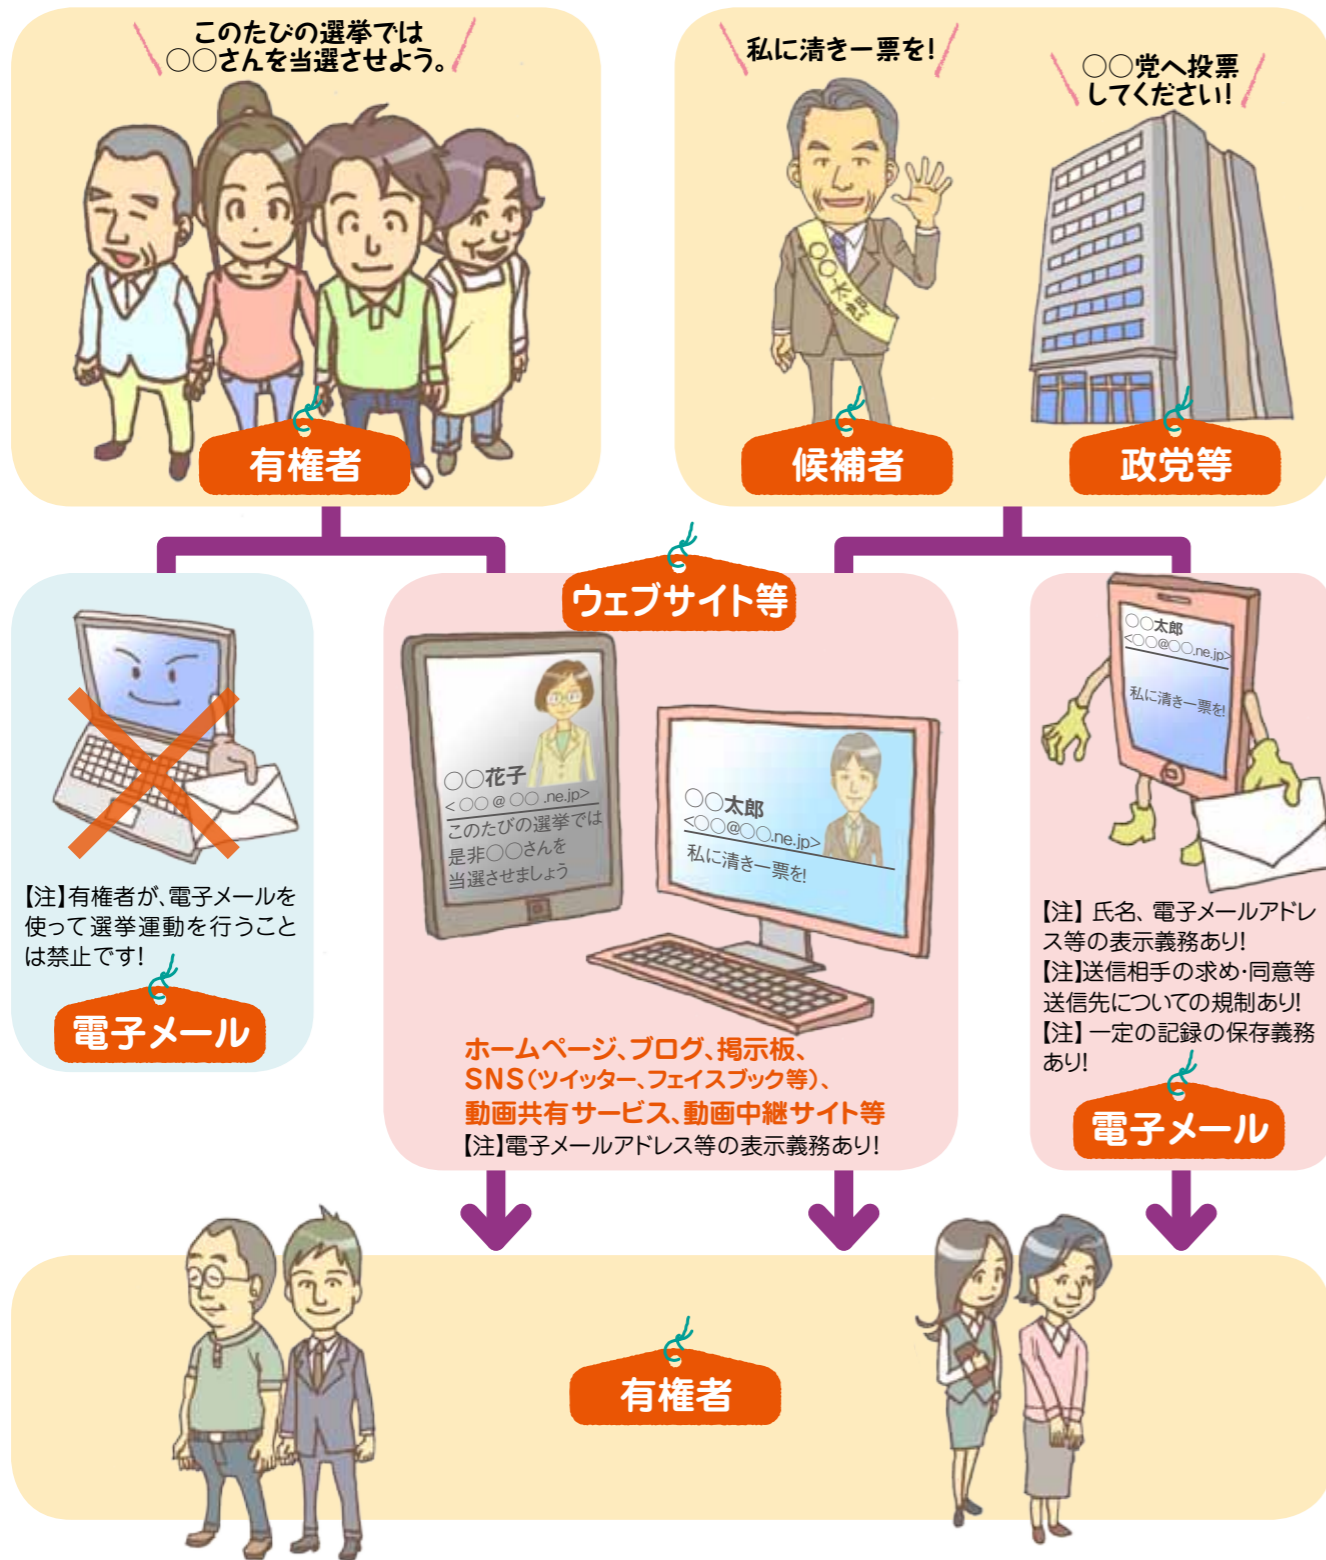 このたびの選挙では
○○さんを当選させよう。
私に清き一票を!
○○党へ投票
してください!
○○太郎
有権者
候補者
政党等
ウェブサイト等
【注】有権者が、電子メールを
使って選挙運動を行うこと
は禁止です!
電子メール
○○花子
<○○@○○.ne.jp>
このたびの選挙では
是非○○さんを
当選させましょう
○○太郎
<○○@○○.ne.jp>
私に清き一票を!
ホームページ、ブログ、掲示板、
SNS(ツイッター、フェイスブック等)、
動画共有サービス、動画中継サイト等
【注】電子メールアドレス等の表示義務あり!
○○太郎
<○○@○○.ne.jp>
私に清き一票を!
【注】氏名、電子メールアドレ
ス等の表示義務あり!
【注】送信相手の求め・同意等
送信先についての規制あり!
【注】一定の記録の保存義務
あり!
電子メール
有権者